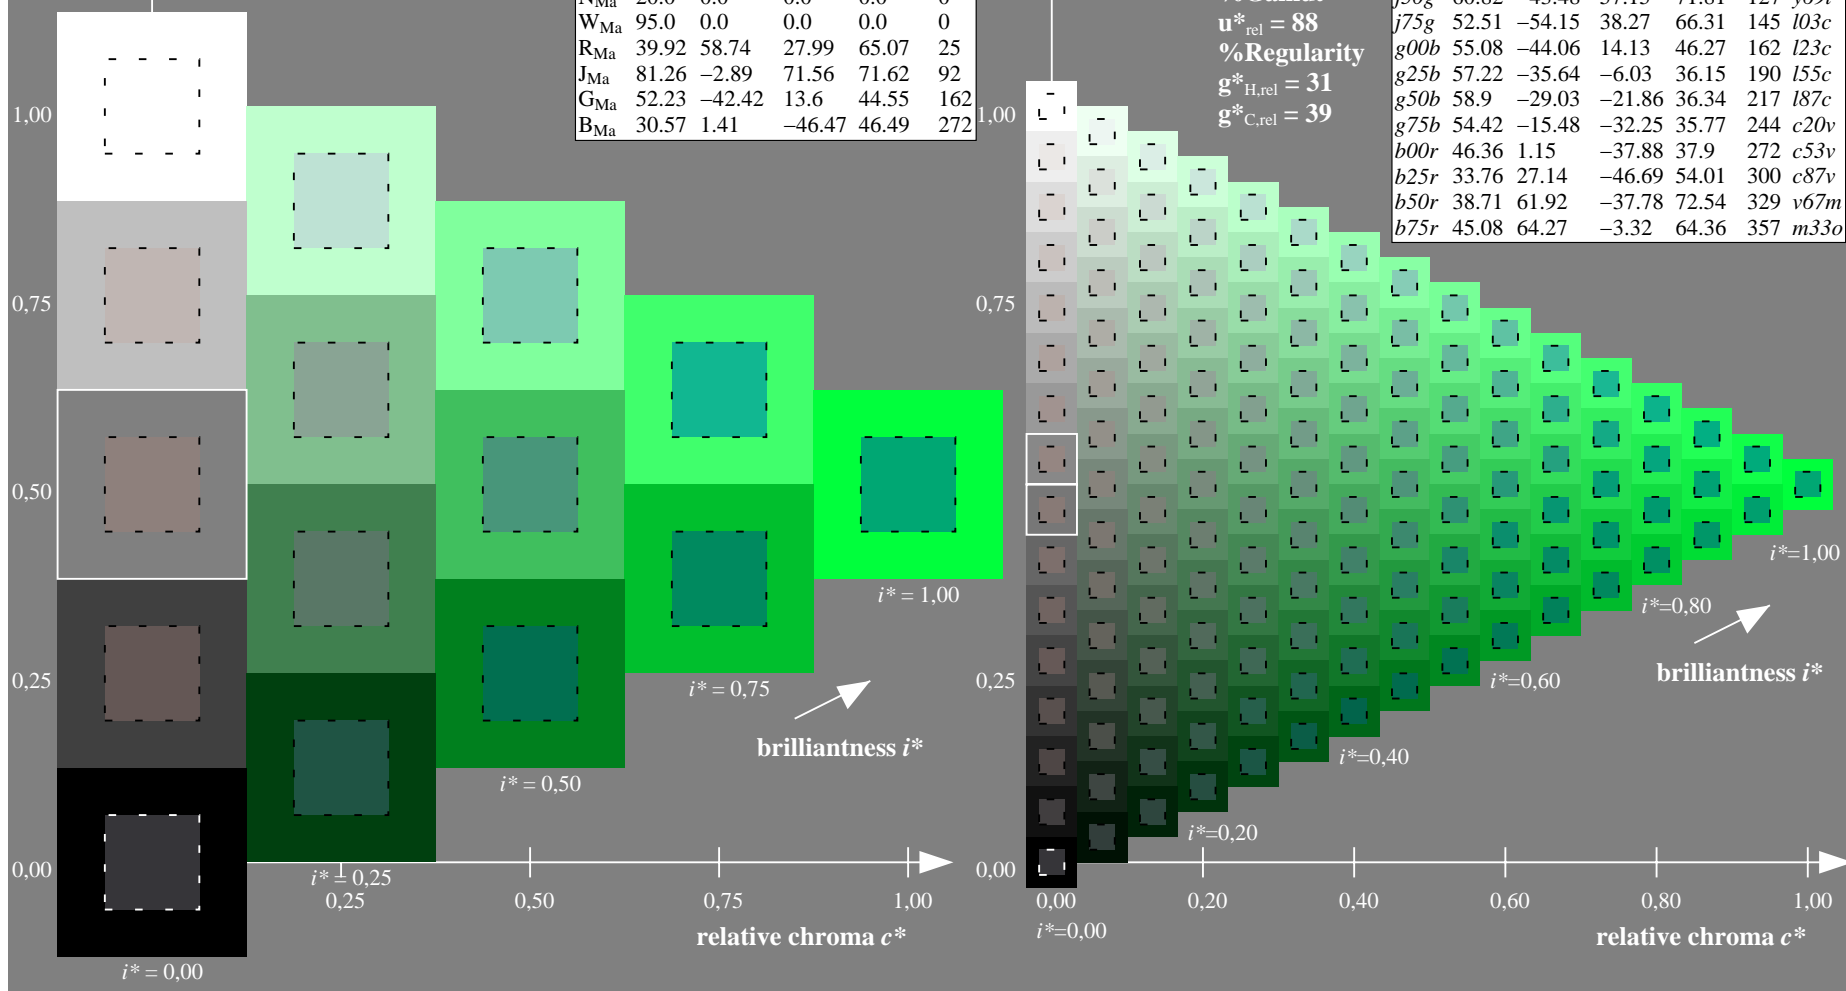 W_Ma 95.0 0.0 0.0 0.0 0
R_Ma 39.92 58.74 27.99 65.07 25
J_Ma 81.26 −2.89 71.56 71.62 92
G_Ma 52.23 −42.42 13.6 44.55 162
B_Ma 30.57 1.41 −46.47 46.49 272
u*rel = 88
%Regularity
g*H,rel = 31
g*C,rel = 39
j75g 52.51 −54.15 38.27 66.31 145 l03c
g00b 55.08 −44.06 14.13 46.27 162 l23c
g25b 57.22 −35.64 −6.03 36.15 190 l55c
g50b 58.9 −29.03 −21.86 36.34 217 l87c
g75b 54.42 −15.48 −32.25 35.77 244 c20v
b00r 46.36 1.15 −37.88 37.9 272 c53v
b25r 33.76 27.14 −46.69 54.01 300 c87v
b50r 38.71 61.92 −37.78 72.54 329 v67m
b75r 45.08 64.27 −3.32 64.36 357 m33o
1,00
0,75
0,50
0,25
0,00
i* = 1,00
i* = 0,75
brilliantness i*
i* = 0,50
i* = 0,25
0,25 0,50 0,75 1,00
relative chroma c*
i* = 0,00
1,00
0,75
0,25
0,00
i*=1,00
i*=0,80
brilliantness i*
i*=0,60
i*=0,40
i*=0,20
0,00 0,20 0,40 0,60 0,80 1,00
i*=0,00
relative chroma c*